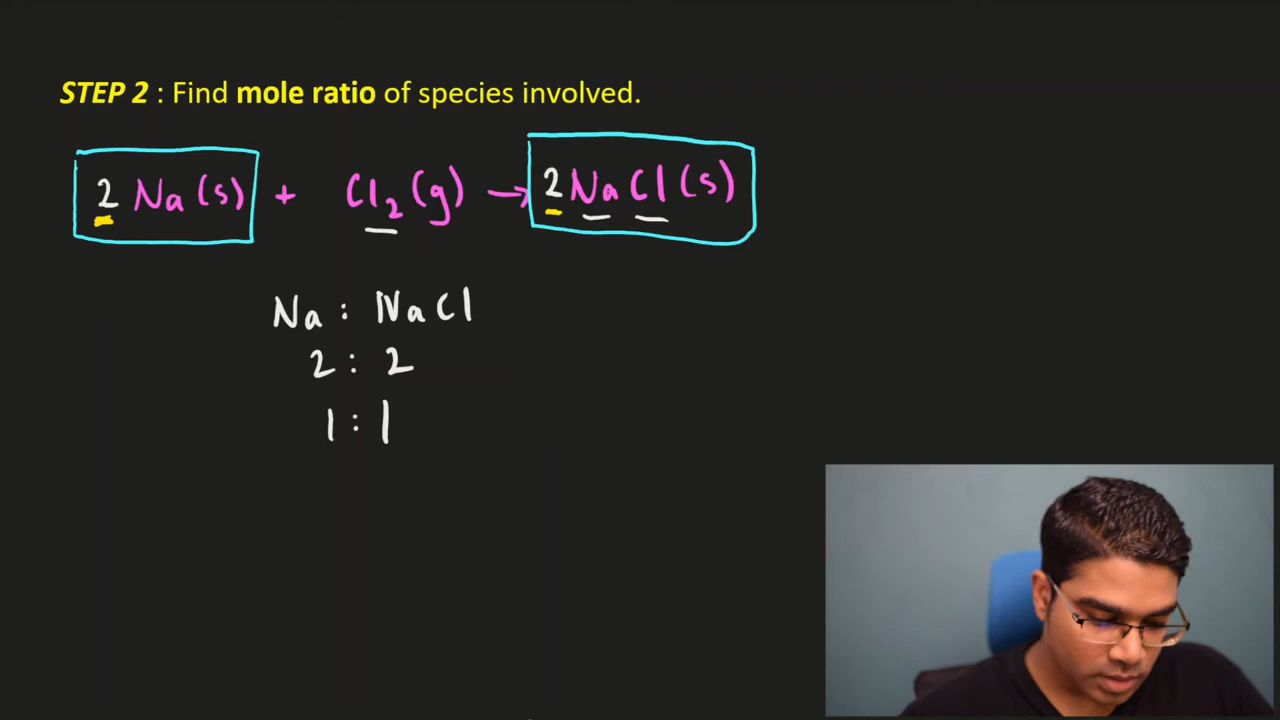 STEP 2 : Find mole ratio of species involved.
2 Na (s) + Cl₂ (g) → 2 NaCl (s)
Na : NaCl
2 : 2
1 : 1